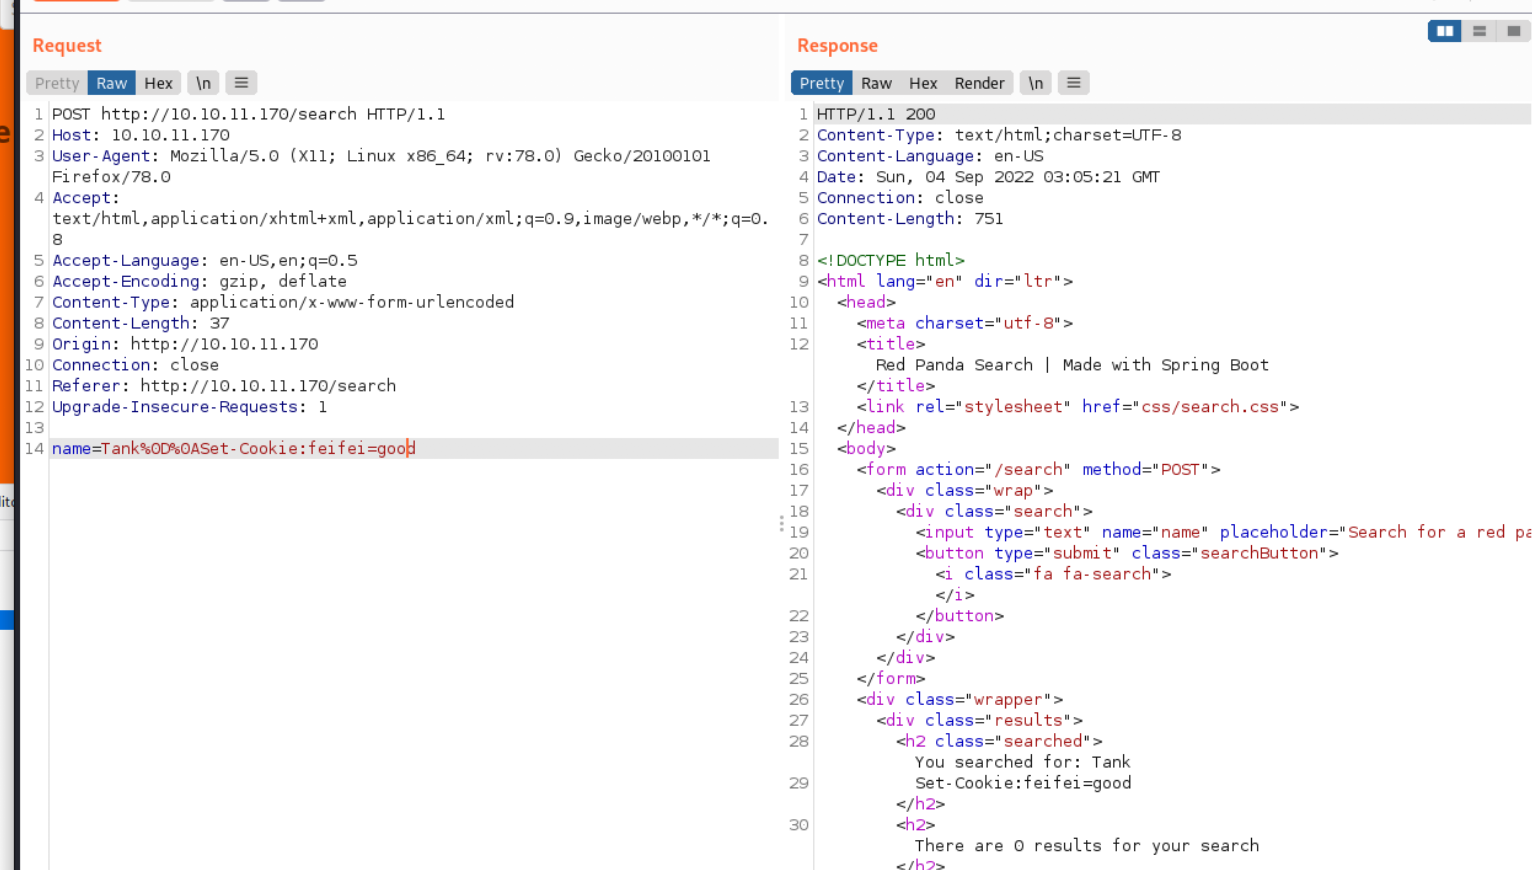 Request
Response
Pretty Raw Hex \n
Pretty Raw Hex Render \n
1 POST http://10.10.11.170/search HTTP/1.1
2 Host: 10.10.11.170
3 User-Agent: Mozilla/5.0 (X11; Linux x86_64; rv:78.0) Gecko/20100101
Firefox/78.0
4 Accept:
text/html,application/xhtml+xml,application/xml;q=0.9,image/webp,*/*;q=0.
8
5 Accept-Language: en-US,en;q=0.5
6 Accept-Encoding: gzip, deflate
7 Content-Type: application/x-www-form-urlencoded
8 Content-Length: 37
9 Origin: http://10.10.11.170
10 Connection: close
11 Referer: http://10.10.11.170/search
12 Upgrade-Insecure-Requests: 1
13
14 name=Tank%0D%0ASet-Cookie:feifei=good
1 HTTP/1.1 200
2 Content-Type: text/html;charset=UTF-8
3 Content-Language: en-US
4 Date: Sun, 04 Sep 2022 03:05:21 GMT
5 Connection: close
6 Content-Length: 751
7
8 <!DOCTYPE html>
9 <html lang="en" dir="ltr">
10 <head>
11 <meta charset="utf-8">
12 <title>
Red Panda Search | Made with Spring Boot
</title>
13 <link rel="stylesheet" href="css/search.css">
14 </head>
15 <body>
16 <form action="/search" method="POST">
17 <div class="wrap">
18 <div class="search">
19 <input type="text" name="name" placeholder="Search for a red pa
20 <button type="submit" class="searchButton">
21 <i class="fa fa-search">
</i>
22 </button>
23 </div>
24 </div>
25 </form>
26 <div class="wrapper">
27 <div class="results">
28 <h2 class="searched">
You searched for: Tank
29 Set-Cookie:feifei=good
</h2>
30 <h2>
There are 0 results for your search
</h2>